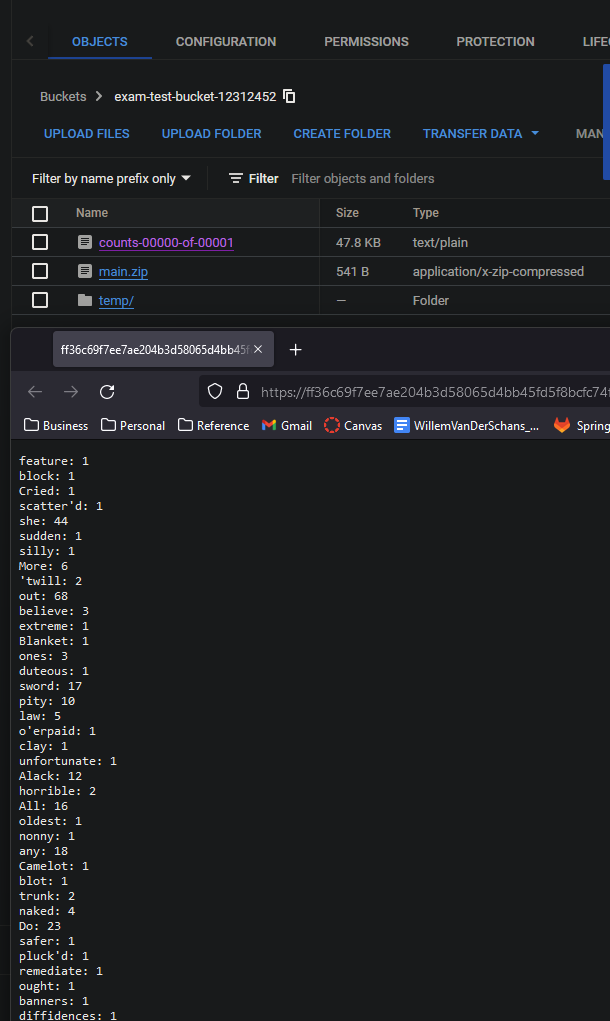 OBJECTS CONFIGURATION PERMISSIONS PROTECTION LIFE
Buckets > exam-test-bucket-12312452
UPLOAD FILES UPLOAD FOLDER CREATE FOLDER TRANSFER DATA MAN
Filter by name prefix only Filter Filter objects and folders
Name Size Type
counts-00000-of-00001 47.8 KB text/plain
main.zip 541 B application/x-zip-compressed
temp/ — Folder
ff36c69f7ee7ae204b3d58065d4bb45f
https://ff36c69f7ee7ae204b3d58065d4bb45fd5f8bcfc74f
Business Personal Reference Gmail Canvas WillemVanDerSchans_... Spring
feature: 1
block: 1
Cried: 1
scatter'd: 1
she: 44
sudden: 1
silly: 1
More: 6
'twill: 2
out: 68
believe: 3
extreme: 1
Blanket: 1
ones: 3
duteous: 1
sword: 17
pity: 10
law: 5
o'erpaid: 1
clay: 1
unfortunate: 1
Alack: 12
horrible: 2
All: 16
oldest: 1
nonny: 1
any: 18
Camelot: 1
blot: 1
trunk: 2
naked: 4
Do: 23
safer: 1
pluck'd: 1
remediate: 1
ought: 1
banners: 1
diffidences: 1